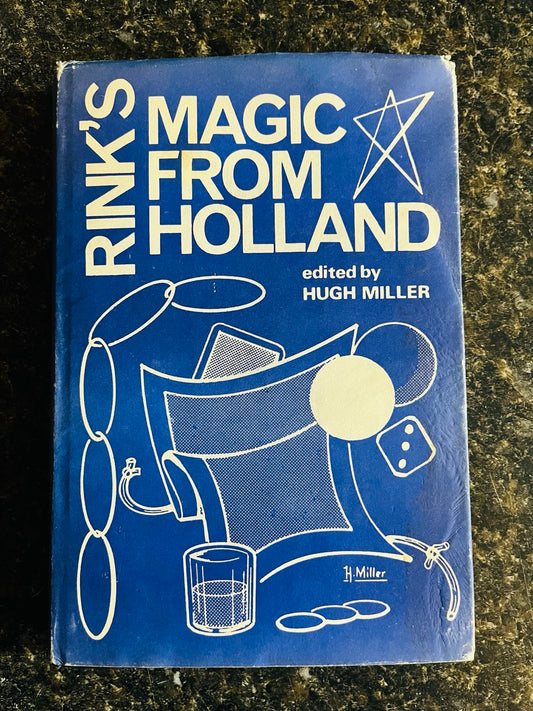 RINK'S
MAGIC
FROM
HOLLAND
edited by
HUGH MILLER
H.Miller